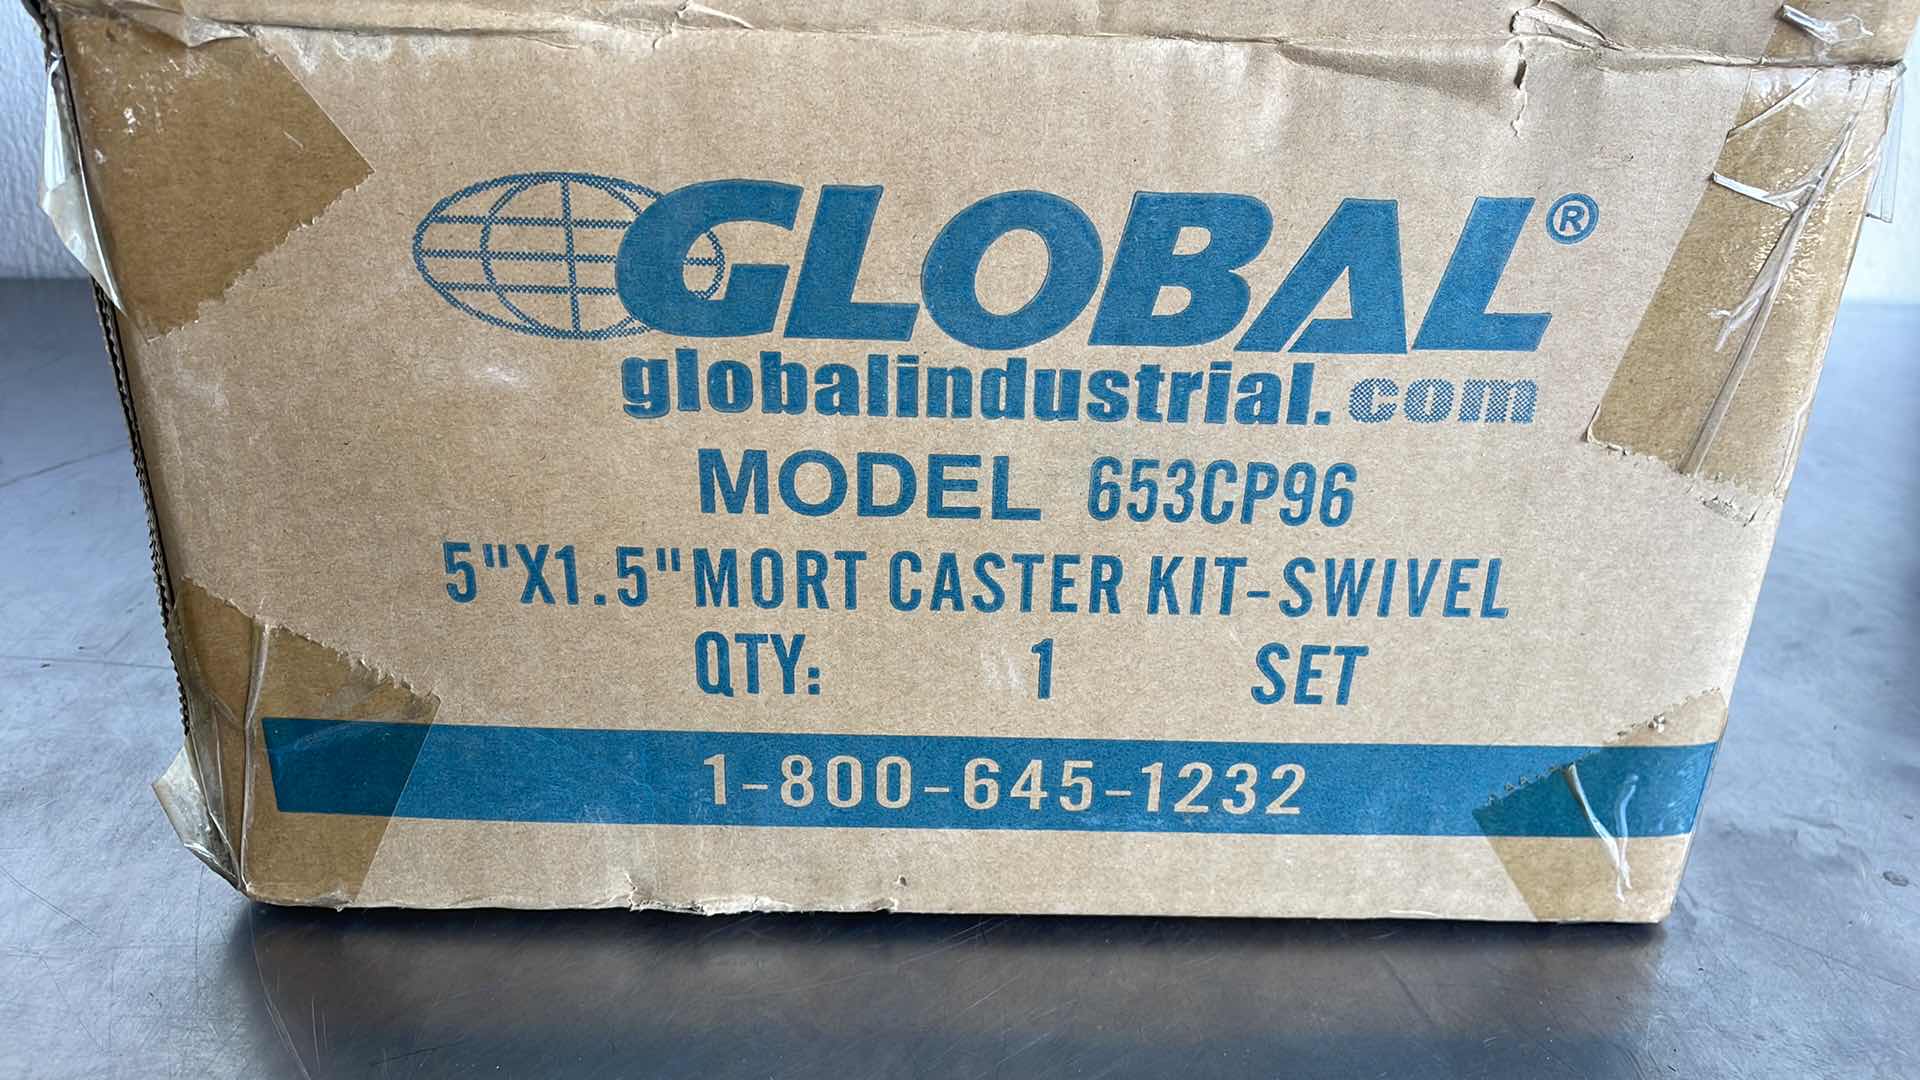 GLOBAL®
globalindustrial.com
MODEL 653CP96
5"X1.5"MORT CASTER KIT-SWIVEL
QTY: 1 SET
1-800-645-1232